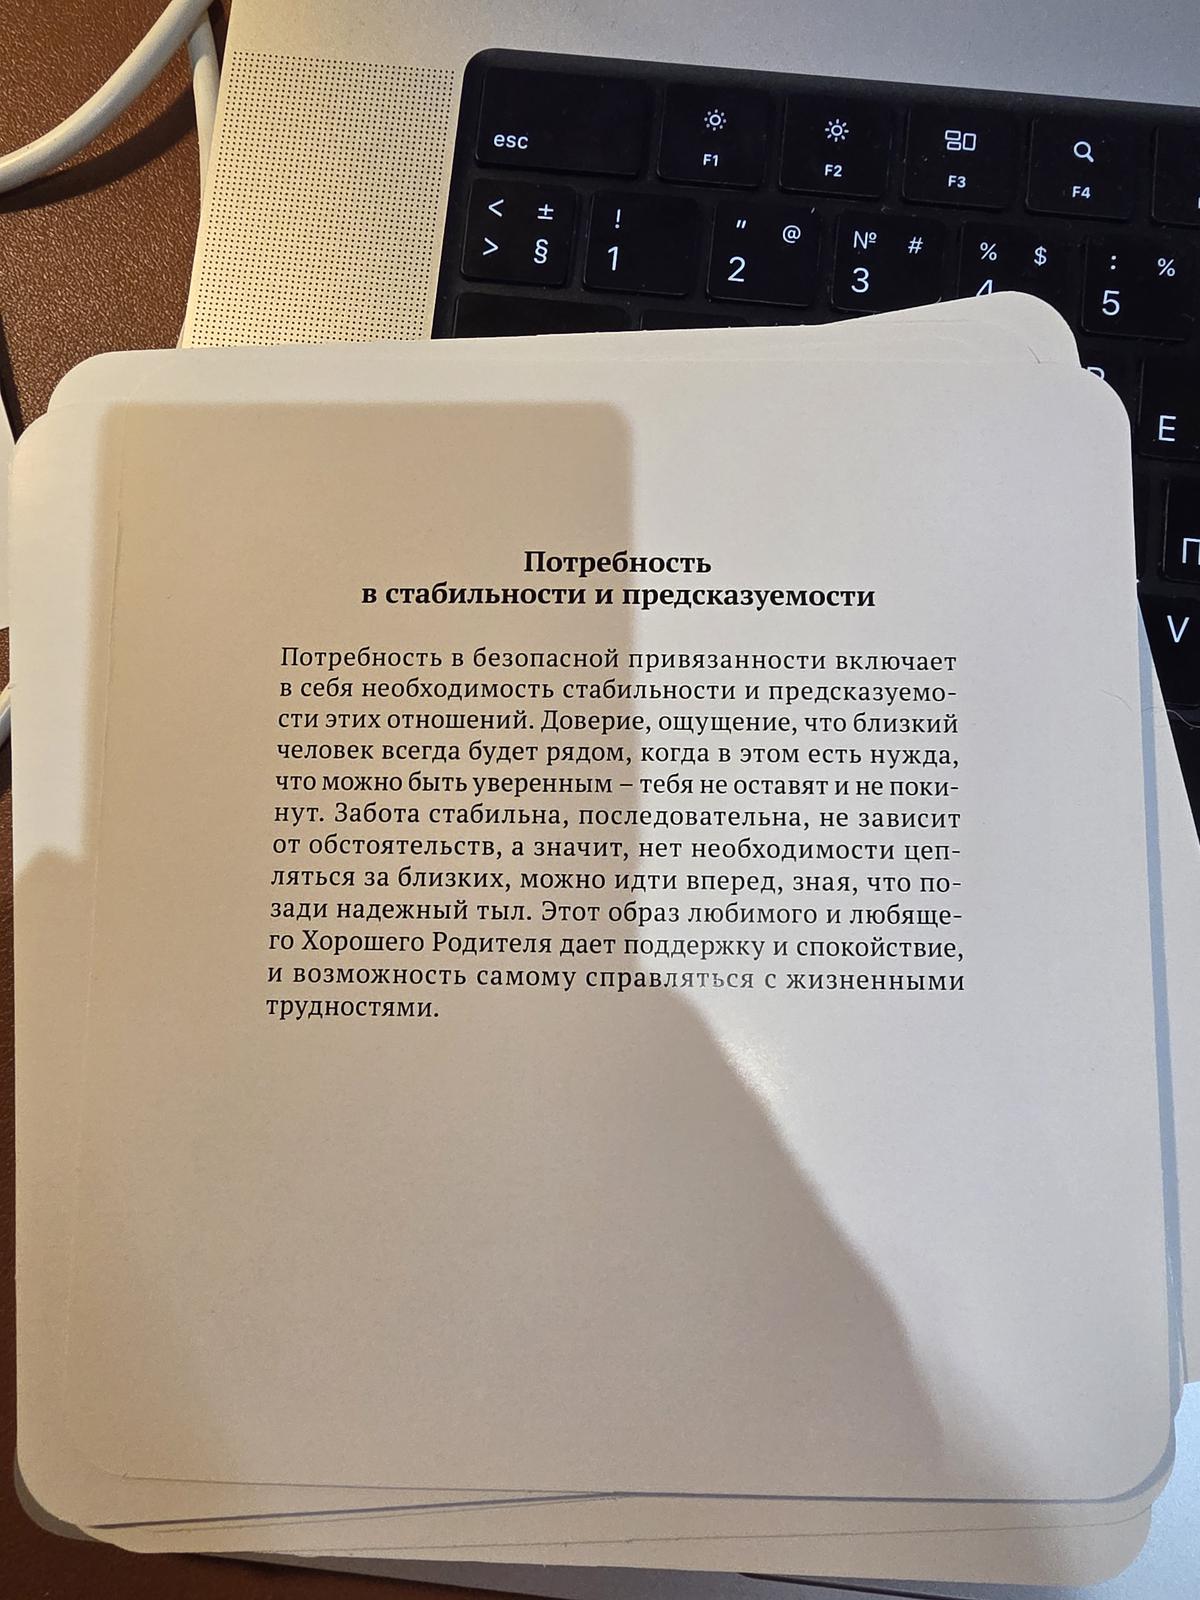 esc
F1
F2
F3
F4
< ±
> §
!
1
" @
2
№ #
3
% $
4
: %
5
E
П
V
Потребность
в стабильности и предсказуемости
Потребность в безопасной привязанности включает
в себя необходимость стабильности и предсказуемо-
сти этих отношений. Доверие, ощущение, что близкий
человек всегда будет рядом, когда в этом есть нужда,
что можно быть уверенным – тебя не оставят и не поки-
нут. Забота стабильна, последовательна, не зависит
от обстоятельств, а значит, нет необходимости цеп-
ляться за близких, можно идти вперед, зная, что по-
зади надежный тыл. Этот образ любимого и любяще-
го Хорошего Родителя дает поддержку и спокойствие,
и возможность самому справляться с жизненными
трудностями.